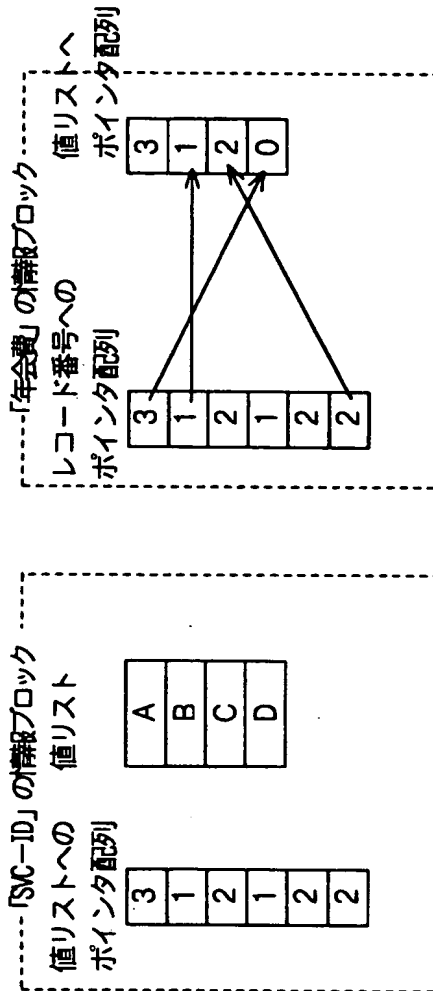 「SVC-ID」の情報ブロック
値リストへの
ポインタ配列
3
1
2
1
2
2
値リスト
A
B
C
D
「年会費」の情報ブロック
レコード番号への
ポインタ配列
3
1
2
1
2
2
値リストへ
ポインタ配列
3
1
2
0